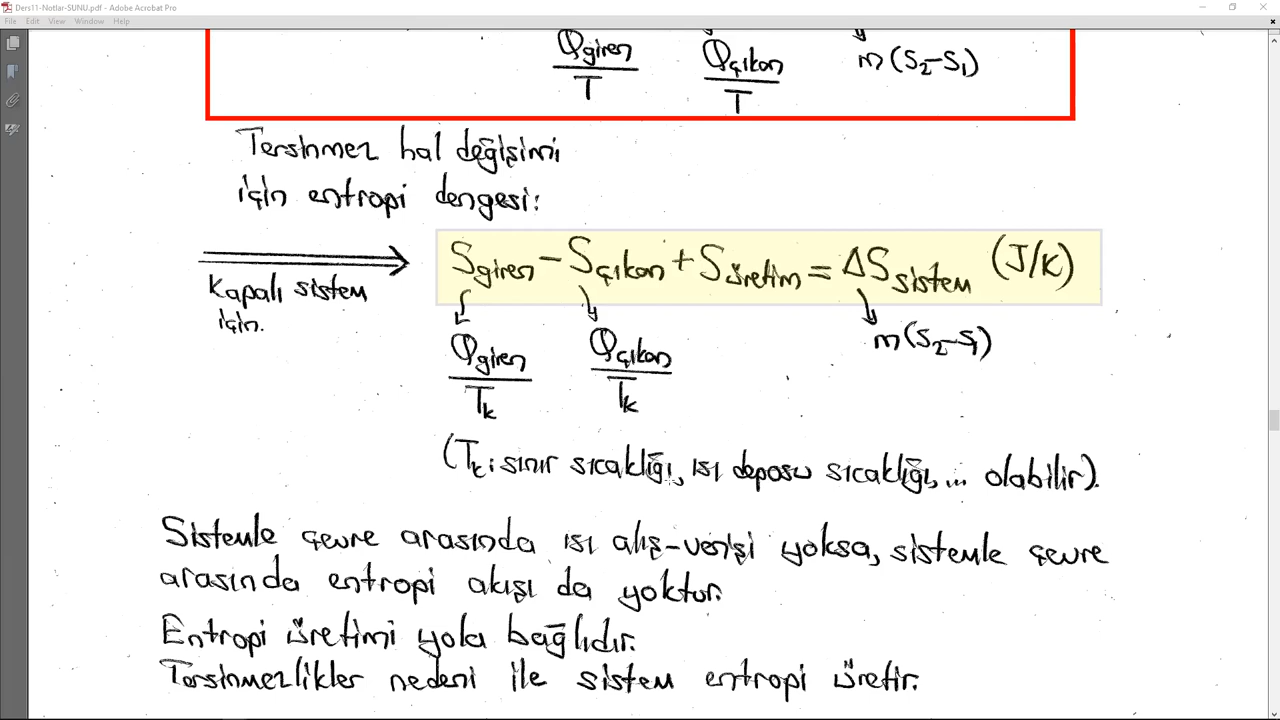 Ders11-Notlar-SUNU.pdf - Adobe Acrobat Pro
File Edit View Window Help
Qgiren / T
Qçıkan / T
m(S₂-S₁)
Tersinmez hal değişimi
için entropi dengesi:
Kapalı sistem
için.
Sgiren - Sçıkan + Süretim = ΔSsistem (J/K)
Qgiren / Tk
Qçıkan / Tk
m(S₂-S₁)
(Tk: sınır sıcaklığı, ısı deposu sıcaklığı, ... olabilir).
Sistemle çevre arasında ısı alış-verişi yoksa, sistemle çevre
arasında entropi akışı da yoktur.
Entropi üretimi yola bağlıdır.
Tersinmezlikler nedeni ile sistem entropi üretir.